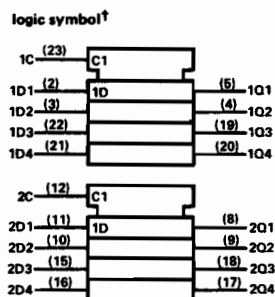 logic symbol†
1C (23) C1
1D1 (2) 1D (5) 1Q1
1D2 (3) (4) 1Q2
1D3 (22) (19) 1Q3
1D4 (21) (20) 1Q4
2C (12) C1
2D1 (11) 1D (8) 2Q1
2D2 (10) (9) 2Q2
2D3 (15) (18) 2Q3
2D4 (16) (17) 2Q4